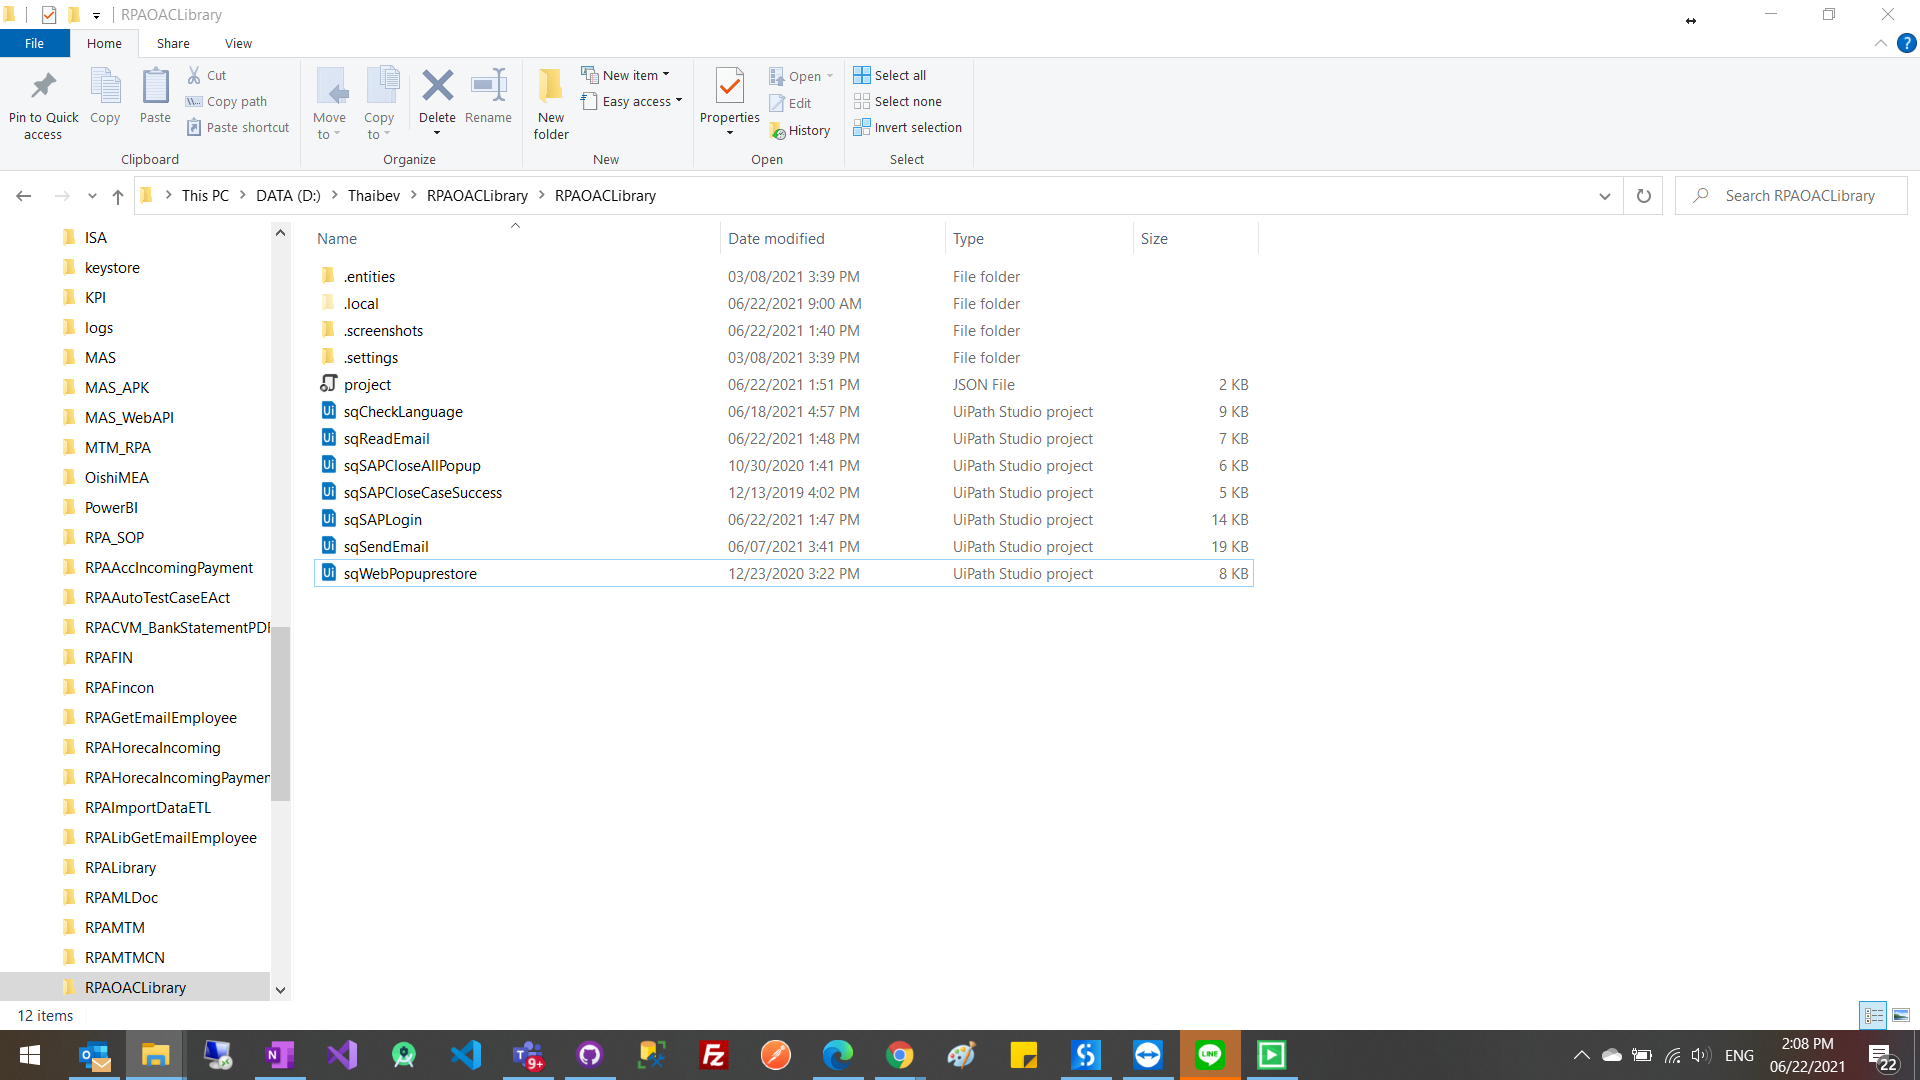 RPAOACLibrary
File Home Share View
Pin to Quick access
Copy
Paste
Cut
Copy path
Paste shortcut
Clipboard
Move to
Copy to
Delete
Rename
Organize
New folder
New item
Easy access
New
Properties
Open
Edit
History
Open
Select all
Select none
Invert selection
Select
This PC DATA (D:) Thaibev RPAOACLibrary RPAOACLibrary
Search RPAOACLibrary
ISA
keystore
KPI
logs
MAS
MAS_APK
MAS_WebAPI
MTM_RPA
OishiMEA
PowerBI
RPA_SOP
RPAAccIncomingPayment
RPAAutoTestCaseEAct
RPACVM_BankStatementPDF
RPAFIN
RPAFincon
RPAGetEmailEmployee
RPAHorecaIncoming
RPAHorecaIncomingPaymen
RPAImportDataETL
RPALibGetEmailEmployee
RPALibrary
RPAMLDoc
RPAMTM
RPAMTMCN
RPAOACLibrary
Name Date modified Type Size
.entities 03/08/2021 3:39 PM File folder
.local 06/22/2021 9:00 AM File folder
.screenshots 06/22/2021 1:40 PM File folder
.settings 03/08/2021 3:39 PM File folder
project 06/22/2021 1:51 PM JSON File 2 KB
sqCheckLanguage 06/18/2021 4:57 PM UiPath Studio project 9 KB
sqReadEmail 06/22/2021 1:48 PM UiPath Studio project 7 KB
sqSAPCloseAllPopup 10/30/2020 1:41 PM UiPath Studio project 6 KB
sqSAPCloseCaseSuccess 12/13/2019 4:02 PM UiPath Studio project 5 KB
sqSAPLogin 06/22/2021 1:47 PM UiPath Studio project 14 KB
sqSendEmail 06/07/2021 3:41 PM UiPath Studio project 19 KB
sqWebPopuprestore 12/23/2020 3:22 PM UiPath Studio project 8 KB
12 items
9+
LINE
ENG
2:08 PM
06/22/2021
22